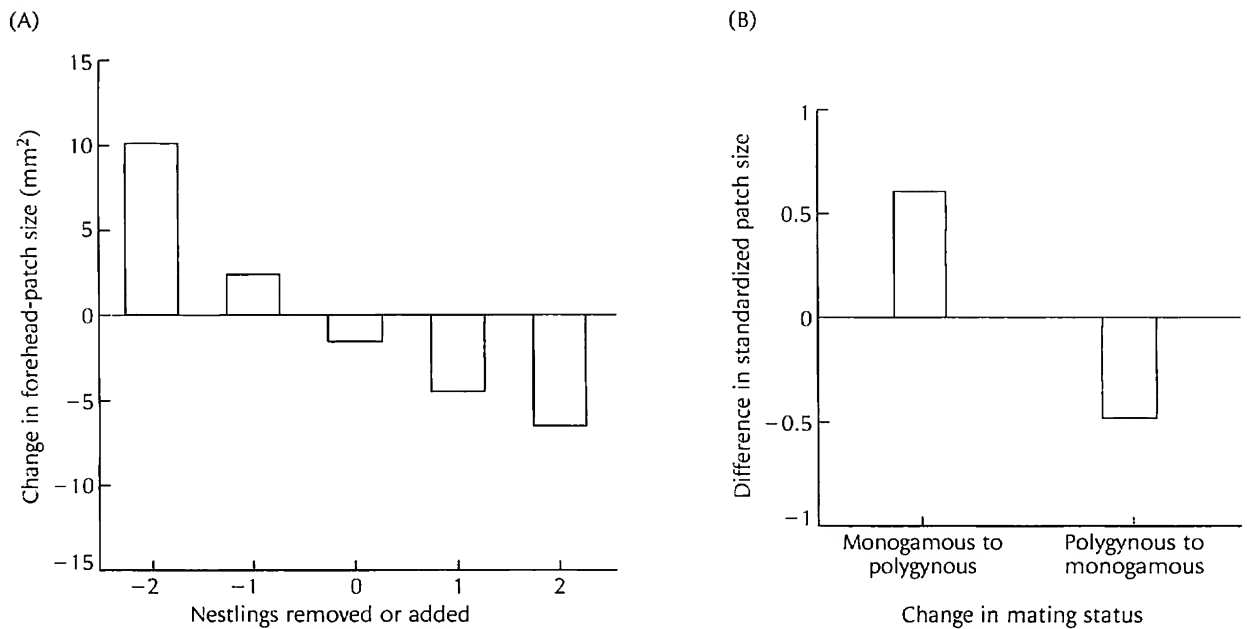 (A)
Change in forehead-patch size (mm²)
15
10
5
0
−5
−10
−15
−2 −1 0 1 2
Nestlings removed or added
(B)
Difference in standardized patch size
1
0.5
0
−0.5
−1
Monogamous to
polygynous
Polygynous to
monogamous
Change in mating status